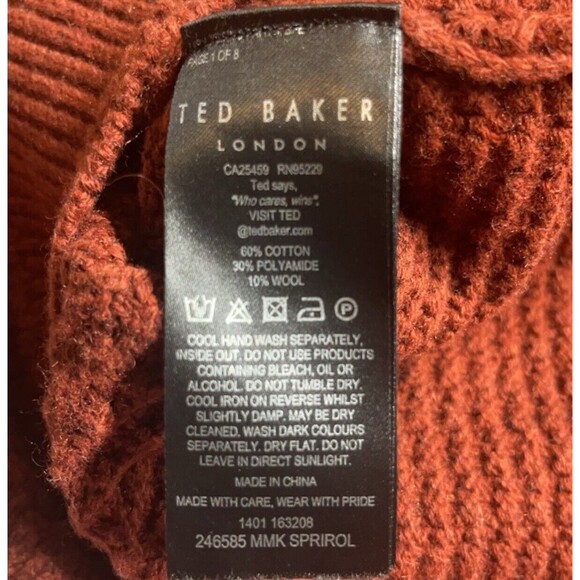 PAGE 1 OF 8
TED BAKER
LONDON
CA25459 RN95229
Ted says,
"Who cares, wins".
VISIT TED
@tedbaker.com
60% COTTON
30% POLYAMIDE
10% WOOL
P
COOL HAND WASH SEPARATELY,
INSIDE OUT. DO NOT USE PRODUCTS
CONTAINING BLEACH, OIL OR
ALCOHOL. DO NOT TUMBLE DRY.
COOL IRON ON REVERSE WHILST
SLIGHTLY DAMP. MAY BE DRY
CLEANED. WASH DARK COLOURS
SEPARATELY. DRY FLAT. DO NOT
LEAVE IN DIRECT SUNLIGHT.
MADE IN CHINA
MADE WITH CARE, WEAR WITH PRIDE
1401 163208
246585 MMK SPRIROL